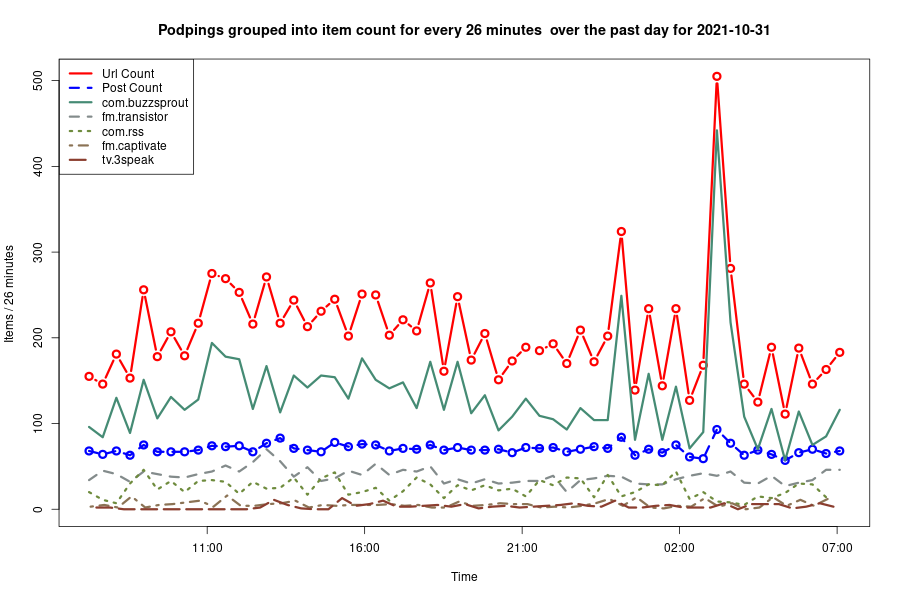 Podpings grouped into item count for every 26 minutes  over the past day for 2021-10-31
Url Count
Post Count
com.buzzsprout
fm.transistor
com.rss
fm.captivate
tv.3speak
Items / 26 minutes
500
400
300
200
100
0
11:00
16:00
21:00
02:00
07:00
Time